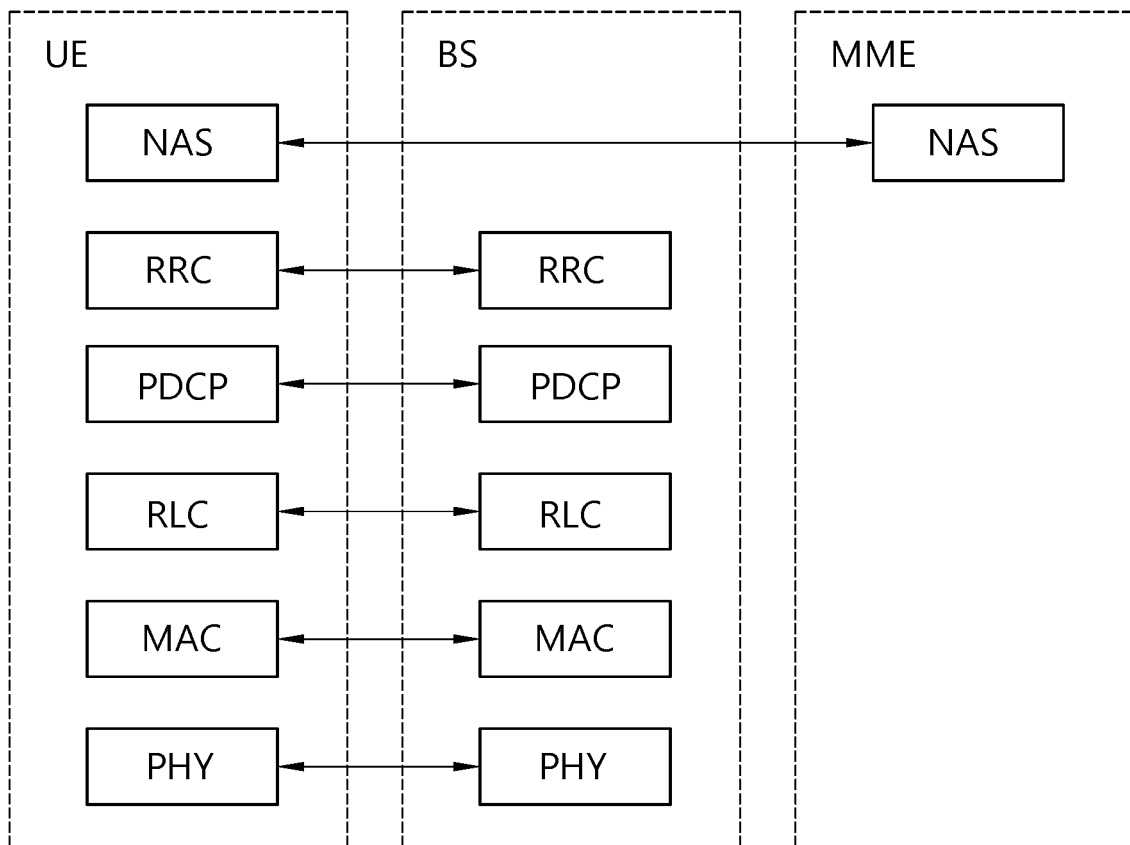 UE BS MME
NAS NAS
RRC RRC
PDCP PDCP
RLC RLC
MAC MAC
PHY PHY